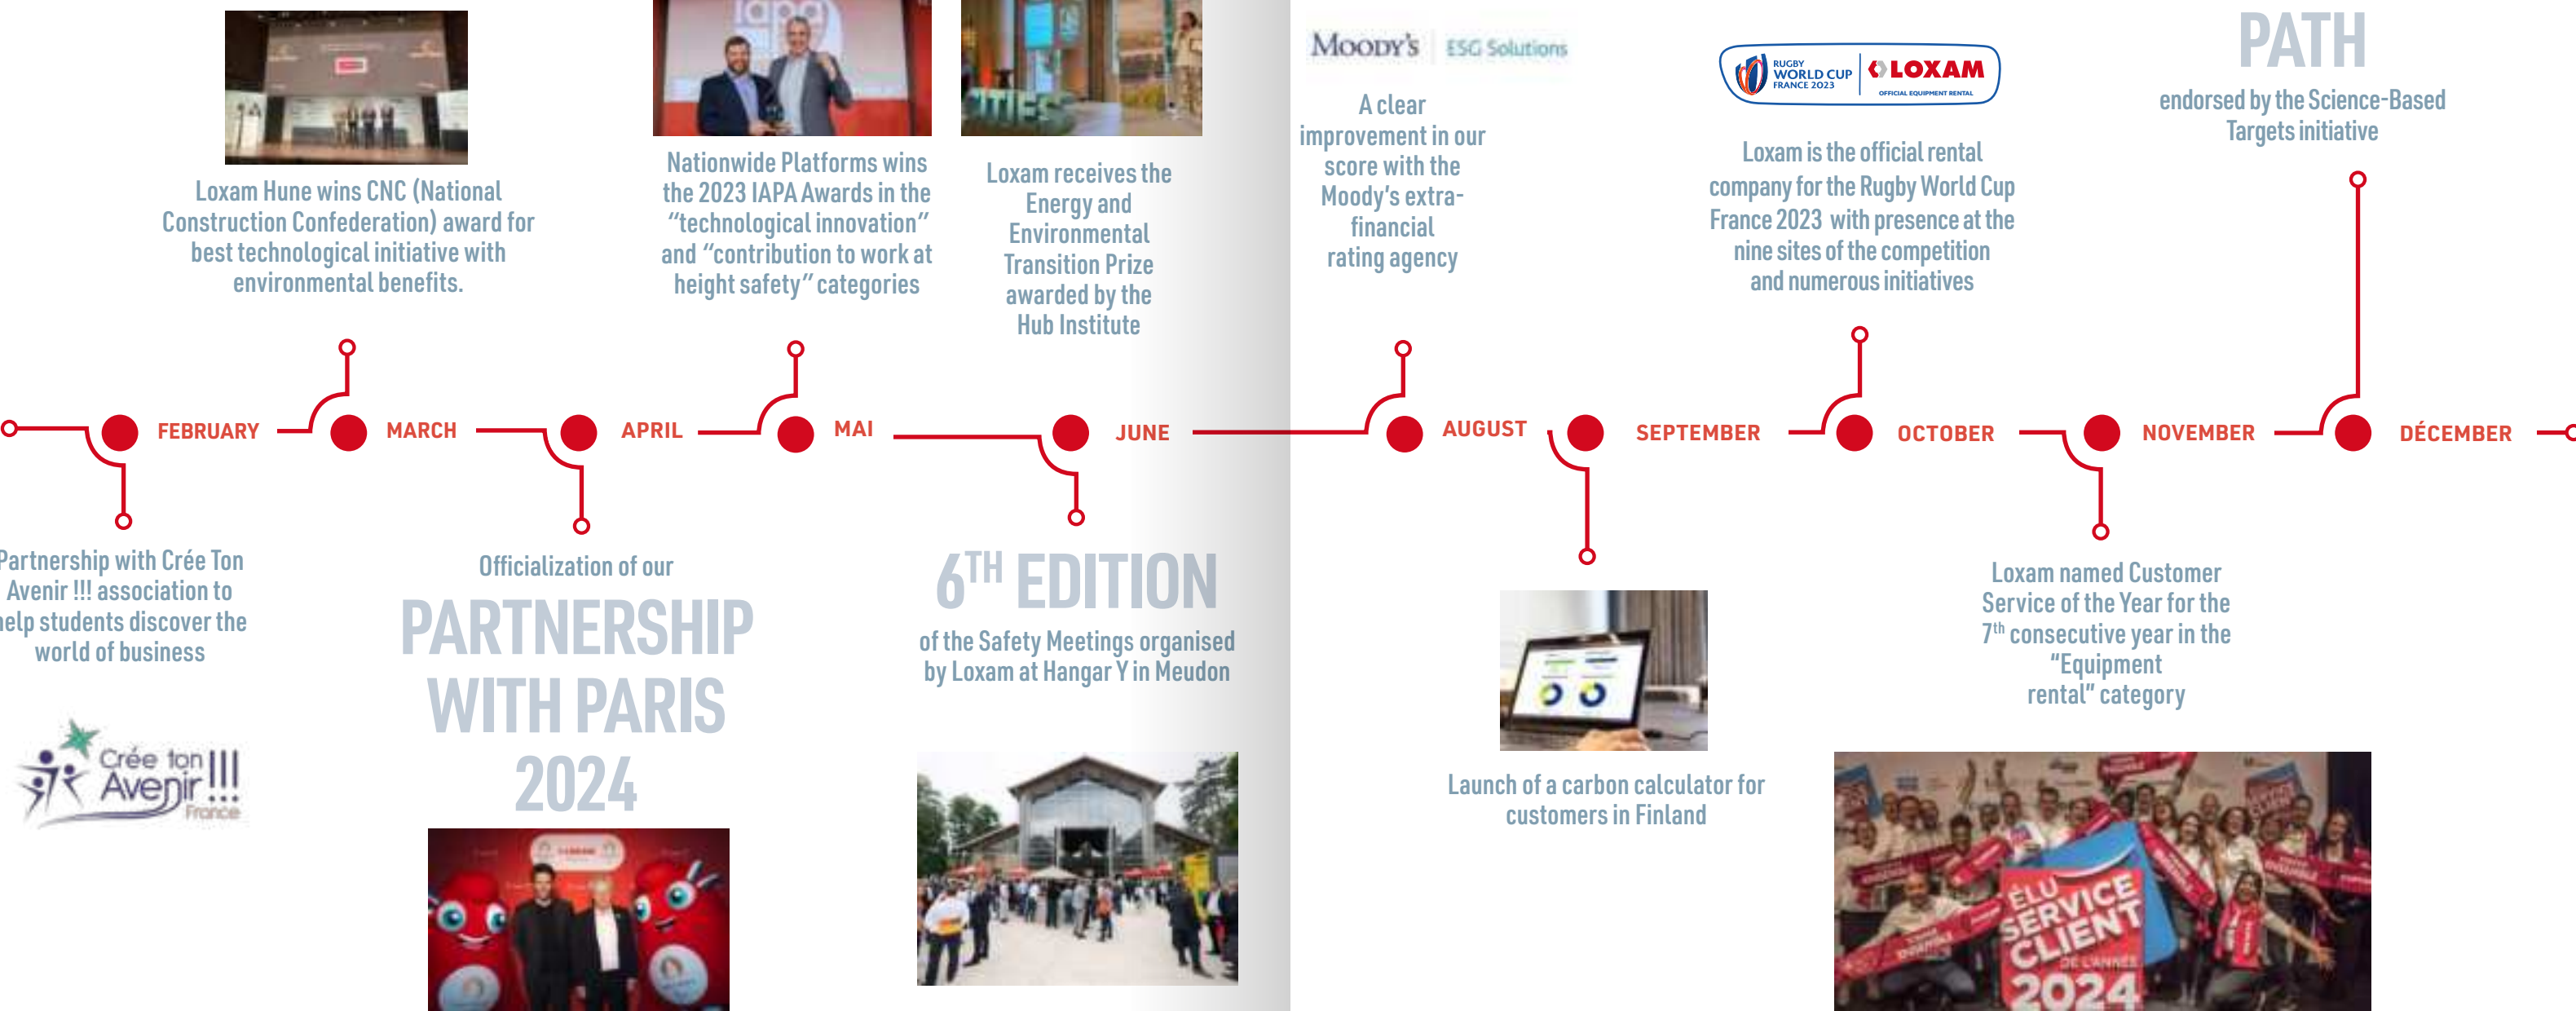 Loxam Hune wins CNC (National
Construction Confederation) award for
best technological initiative with
environmental benefits.
iapa
Nationwide Platforms wins
the 2023 IAPA Awards in the
“technological innovation”
and “contribution to work at
height safety” categories
CITIES
Loxam receives the
Energy and
Environmental
Transition Prize
awarded by the
Hub Institute
MOODY'S | ESG Solutions
A clear
improvement in our
score with the
Moody's extra-
financial
rating agency
RUGBY
WORLD CUP
FRANCE 2023
LOXAM
OFFICIAL EQUIPMENT RENTAL
Loxam is the official rental
company for the Rugby World Cup
France 2023 with presence at the
nine sites of the competition
and numerous initiatives
PATH
endorsed by the Science-Based
Targets initiative
FEBRUARY
MARCH
APRIL
MAI
JUNE
AUGUST
SEPTEMBER
OCTOBER
NOVEMBER
DÉCEMBER
Partnership with Crée Ton
Avenir !!! association to
help students discover the
world of business
Crée ton
Avenir !!!
France
Officialization of our
PARTNERSHIP
WITH PARIS
2024
6TH EDITION
of the Safety Meetings organised
by Loxam at Hangar Y in Meudon
Launch of a carbon calculator for
customers in Finland
Loxam named Customer
Service of the Year for the
7th consecutive year in the
“Equipment
rental” category
ÉLU
SERVICE
CLIENT
DE L'ANNÉE
2024